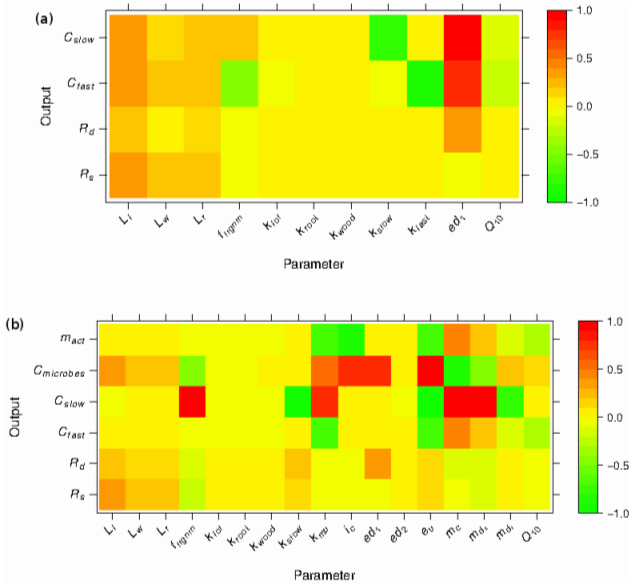 (a)
Output
C_slow
C_fast
R_d
R_s
L_f L_w L_r f_lignin k_fol k_root k_wood k_slow k_fast ed_1 Q_10
Parameter
1.0
0.5
0.0
−0.5
−1.0
(b)
Output
m_act
C_microbes
C_slow
C_fast
R_d
R_s
L_f L_w L_r f_lignin k_fol k_root k_wood k_slow i_c ed_1 ed_2 e_u m_c Q_10
Parameter
1.0
0.5
0.0
−0.5
−1.0